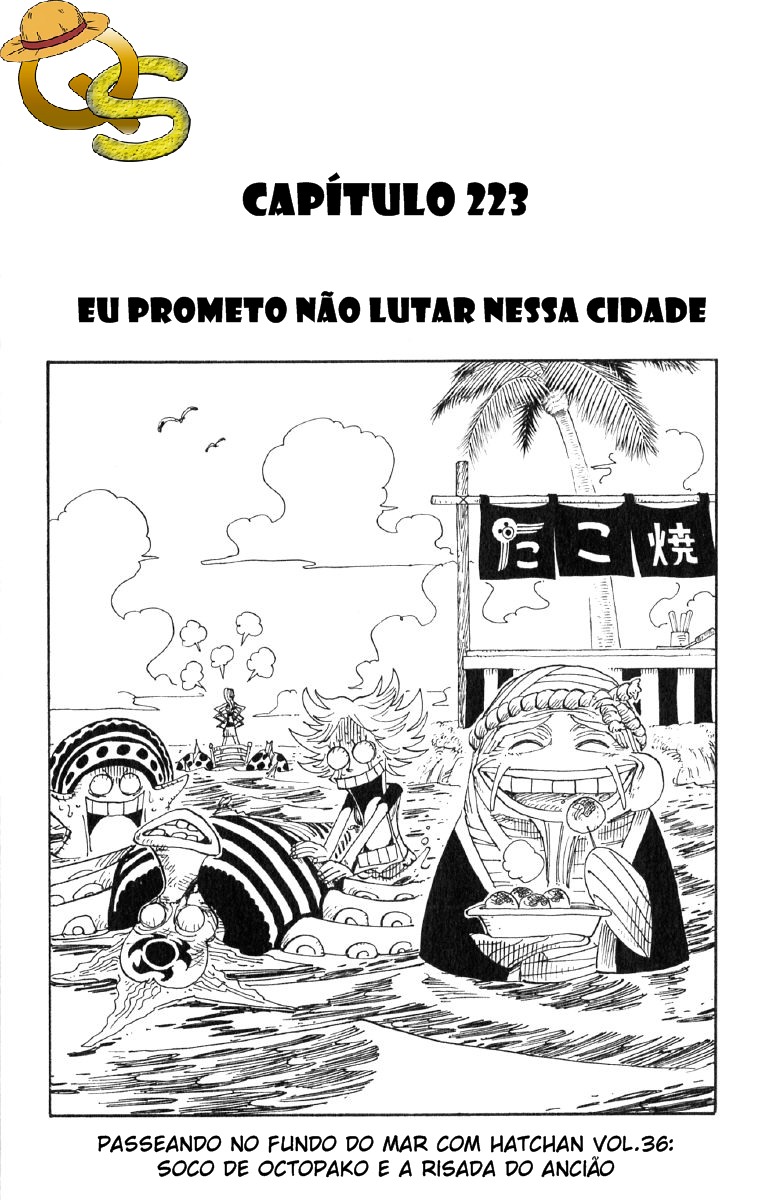 QS
CAPÍTULO 223
EU PROMETO NÃO LUTAR NESSA CIDADE
たこ焼
PASSEANDO NO FUNDO DO MAR COM HATCHAN VOL.36:
SOCO DE OCTOPAKO E A RISADA DO ANCIÃO